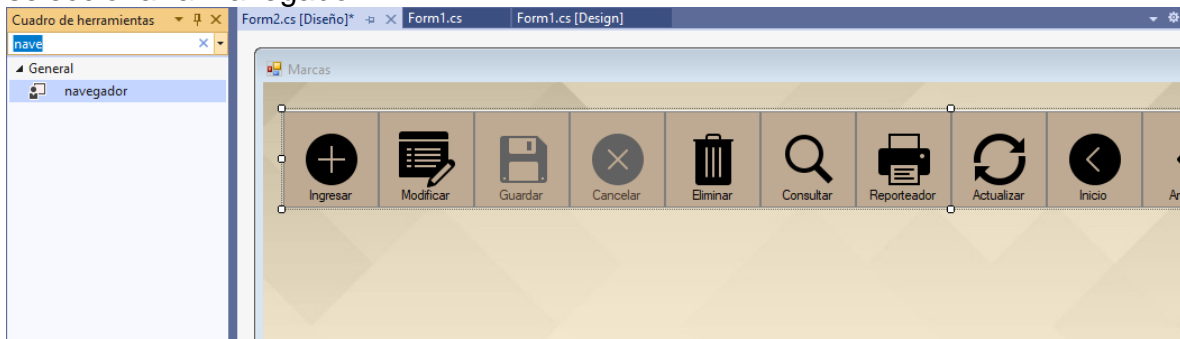 Cuadro de herramientas
Form2.cs [Diseño]*
Form1.cs
Form1.cs [Design]
nave
General
navegador
Marcas
Ingresar
Modificar
Guardar
Cancelar
Eliminar
Consultar
Reporteador
Actualizar
Inicio